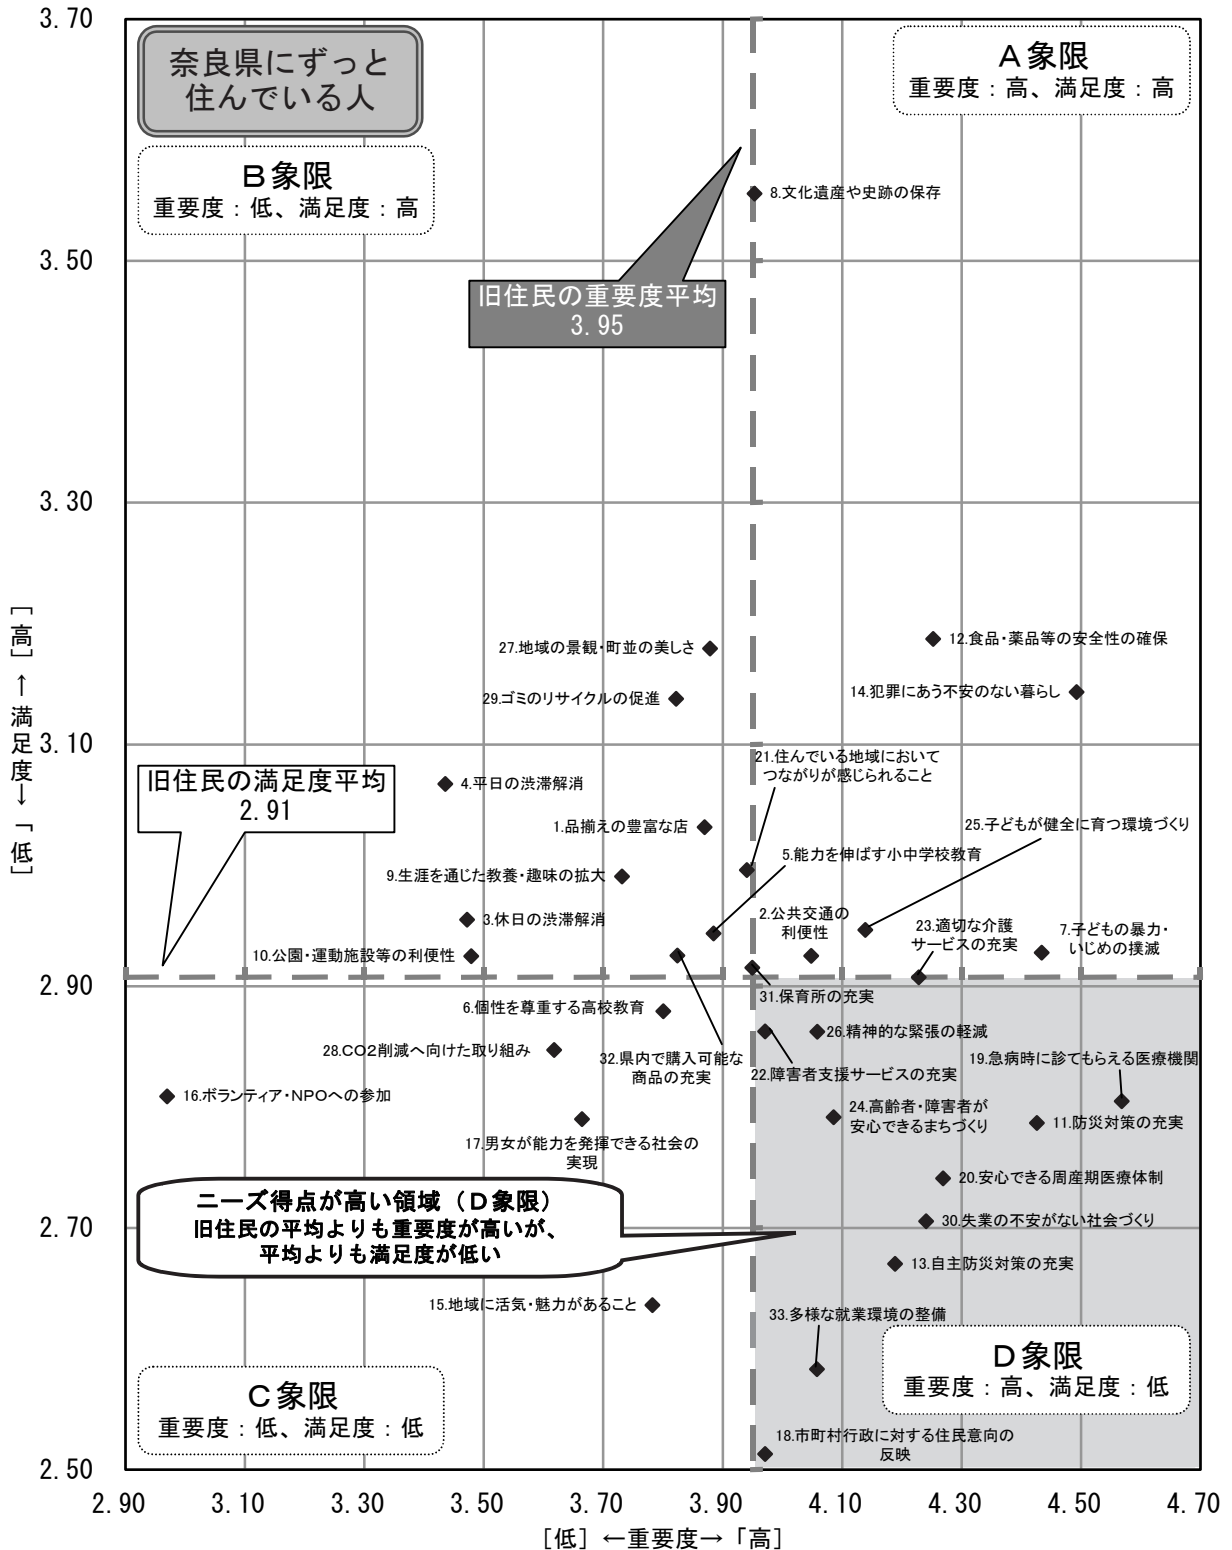 3.70
奈良県にずっと
住んでいる人
A象限
重要度：高、満足度：高
B象限
重要度：低、満足度：高
8.文化遺産や史跡の保存
3.50
旧住民の重要度平均
3.95
3.30
27.地域の景観・町並の美しさ
12.食品・薬品等の安全性の確保
29.ゴミのリサイクルの促進
14.犯罪にあう不安のない暮らし
［高］←満足度→「低］
3.10
旧住民の満足度平均
2.91
4.平日の渋滞解消
21.住んでいる地域において
つながりが感じられること
1.品揃えの豊富な店
25.子どもが健全に育つ環境づくり
5.能力を伸ばす小中学校教育
9.生涯を通じた教養・趣味の拡大
3.休日の渋滞解消
2.公共交通の
利便性
23.適切な介護
サービスの充実
7.子どもの暴力・
いじめの撲滅
10.公園・運動施設等の利便性
2.90
31.保育所の充実
6.個性を尊重する高校教育
26.精神的な緊張の軽減
28.CO2削減へ向けた取り組み
32.県内で購入可能な
商品の充実
22.障害者支援サービスの充実
19.急病時に診てもらえる医療機関
16.ボランティア・NPOへの参加
24.高齢者・障害者が
安心できるまちづくり
11.防災対策の充実
17.男女が能力を発揮できる社会の
実現
20.安心できる周産期医療体制
ニーズ得点が高い領域（D象限）
旧住民の平均よりも重要度が高いが、
平均よりも満足度が低い
2.70
30.失業の不安がない社会づくり
13.自主防災対策の充実
15.地域に活気・魅力があること
33.多様な就業環境の整備
D象限
重要度：高、満足度：低
C象限
重要度：低、満足度：低
18.市町村行政に対する住民意向の
反映
2.50
2.90 3.10 3.30 3.50 3.70 3.90 4.10 4.30 4.50 4.70
［低］←重要度→「高］